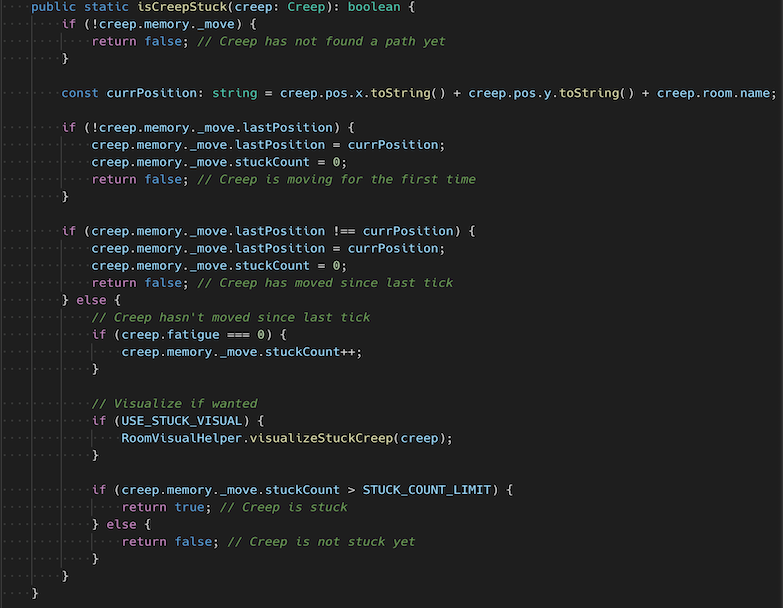 public static isCreepStuck(creep: Creep): boolean {
if (!creep.memory._move) {
return false; // Creep has not found a path yet
}
const currPosition: string = creep.pos.x.toString() + creep.pos.y.toString() + creep.room.name;
if (!creep.memory._move.lastPosition) {
creep.memory._move.lastPosition = currPosition;
creep.memory._move.stuckCount = 0;
return false; // Creep is moving for the first time
}
if (creep.memory._move.lastPosition !== currPosition) {
creep.memory._move.lastPosition = currPosition;
creep.memory._move.stuckCount = 0;
return false; // Creep has moved since last tick
} else {
// Creep hasn't moved since last tick
if (creep.fatigue === 0) {
creep.memory._move.stuckCount++;
}
// Visualize if wanted
if (USE_STUCK_VISUAL) {
RoomVisualHelper.visualizeStuckCreep(creep);
}
if (creep.memory._move.stuckCount > STUCK_COUNT_LIMIT) {
return true; // Creep is stuck
} else {
return false; // Creep is not stuck yet
}
}
}